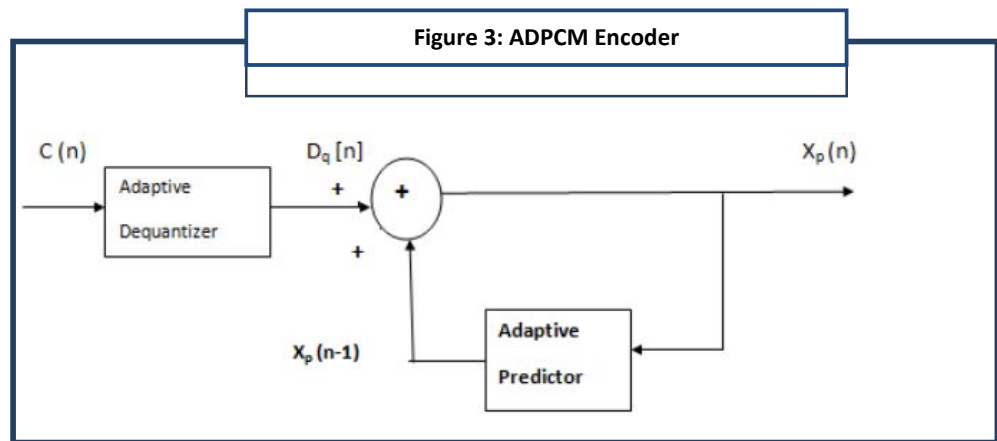 Figure 3: ADPCM Encoder
C (n)
D_q [n]
X_p (n)
Adaptive
Dequantizer
+
+
+
Adaptive
Predictor
X_p (n-1)